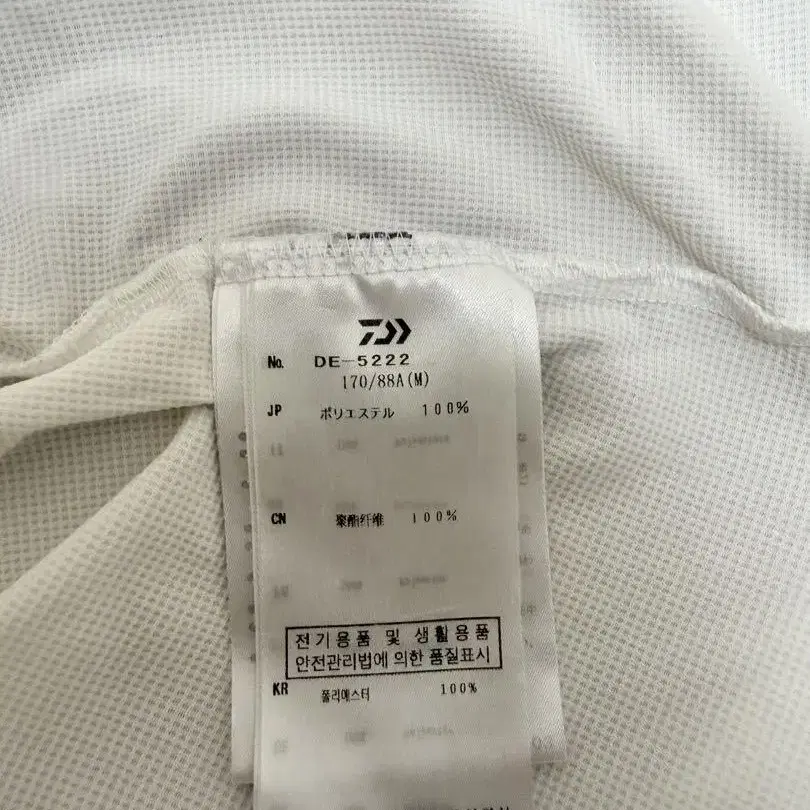 No. DE-5222
170/88A(M)
JP ポリエステル 100%
CN 聚酯纤维 100%
전기용품 및 생활용품
안전관리법에 의한 품질표시
KR 폴리에스터 100%